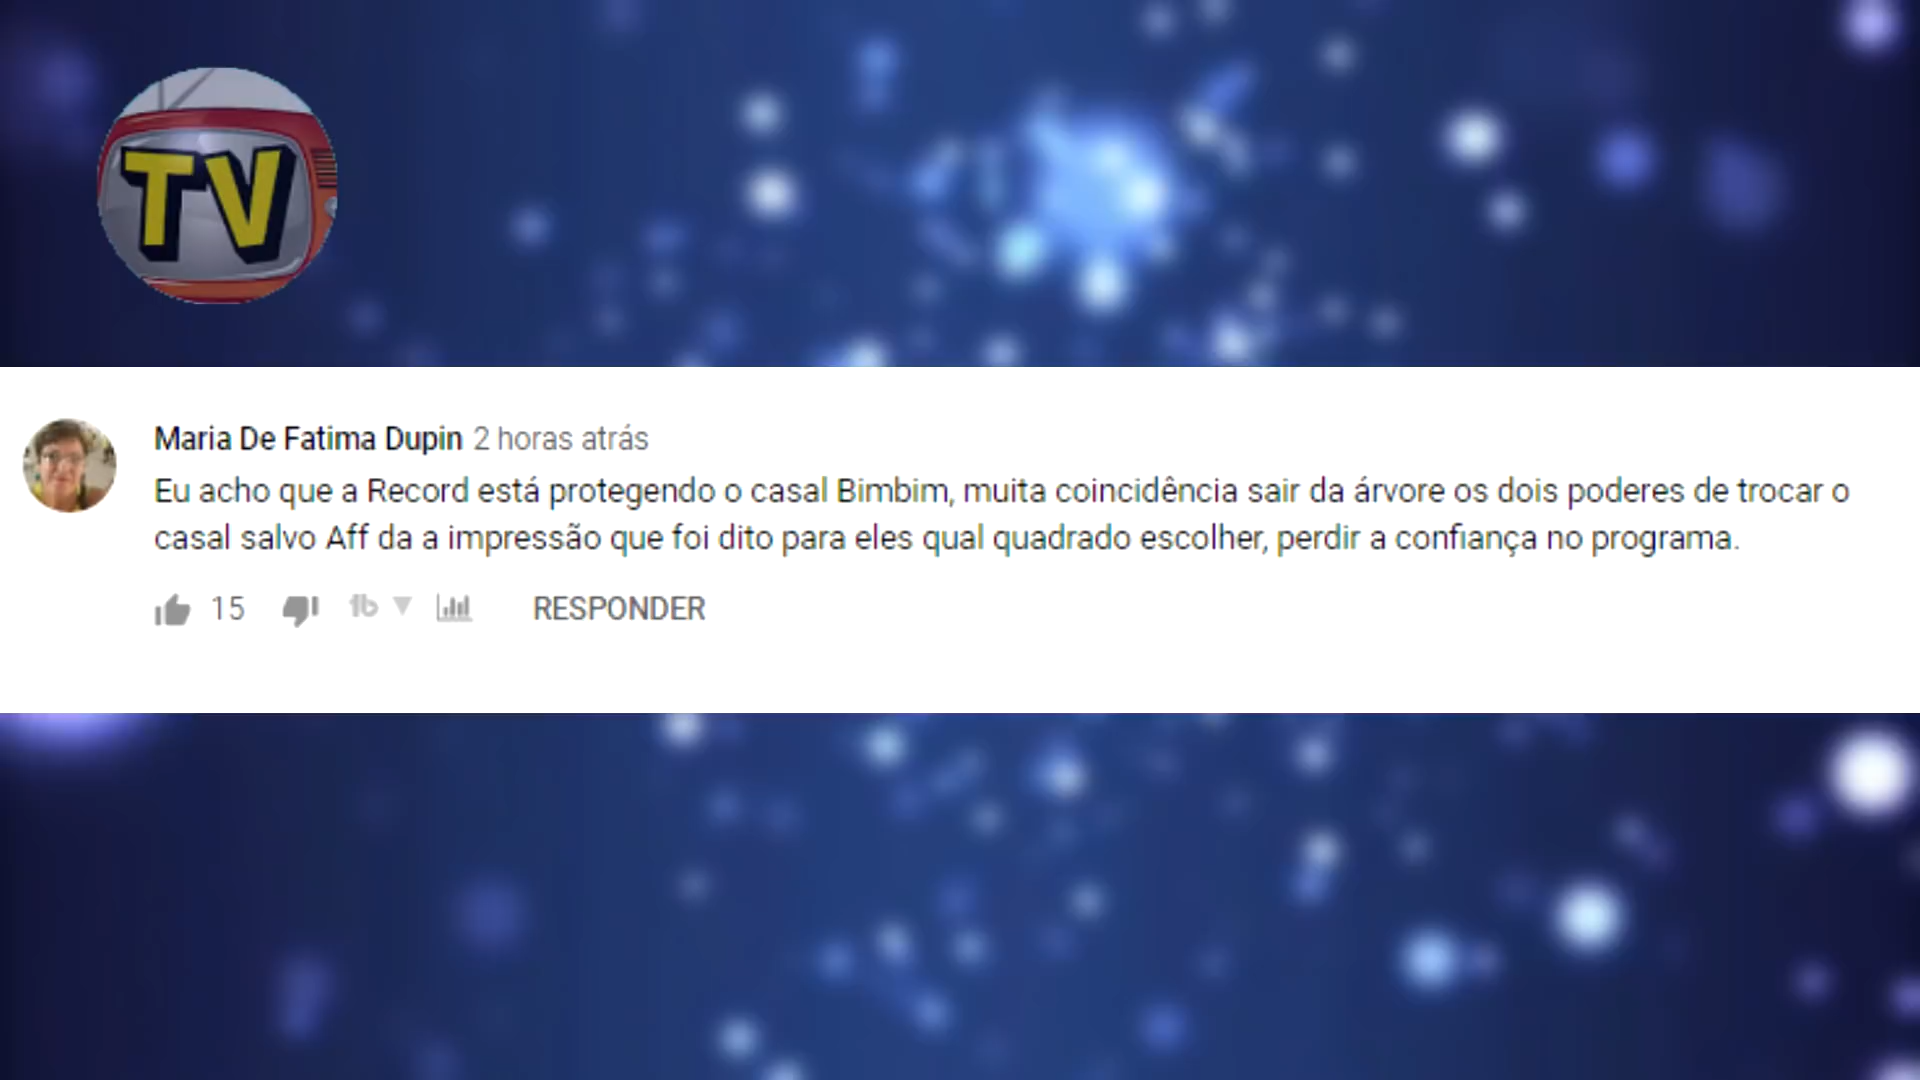 TV
Maria De Fatima Dupin 2 horas atrás
Eu acho que a Record está protegendo o casal Bimbim, muita coincidência sair da árvore os dois poderes de trocar o
casal salvo Aff da a impressão que foi dito para eles qual quadrado escolher, perdir a confiança no programa.
15 tb RESPONDER